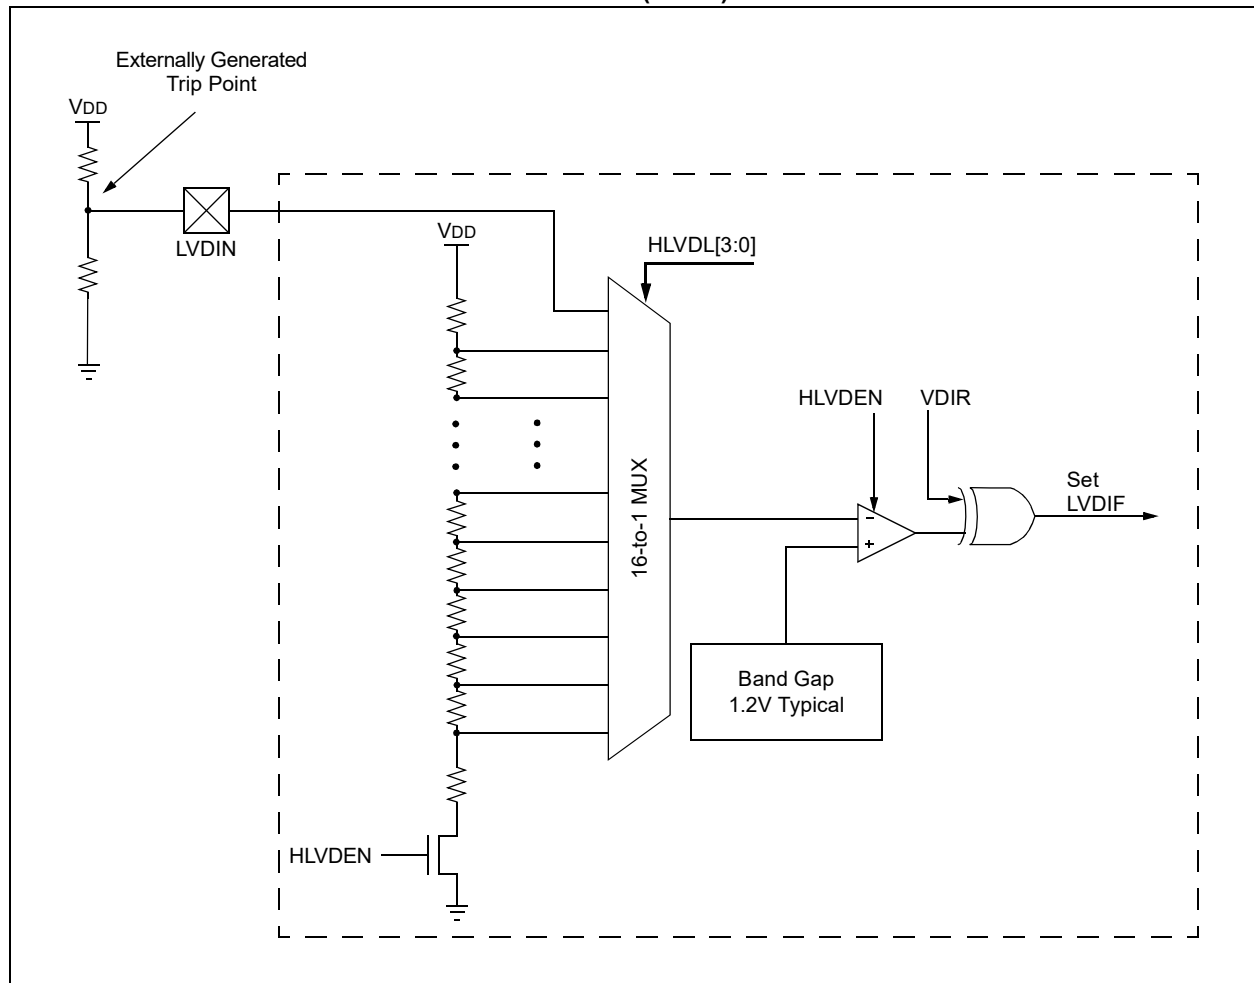 Externally Generated
Trip Point
VDD
LVDIN
VDD
HLVDL[3:0]
16-to-1 MUX
HLVDEN
VDIR
Set
LVDIF
–
+
Band Gap
1.2V Typical
HLVDEN